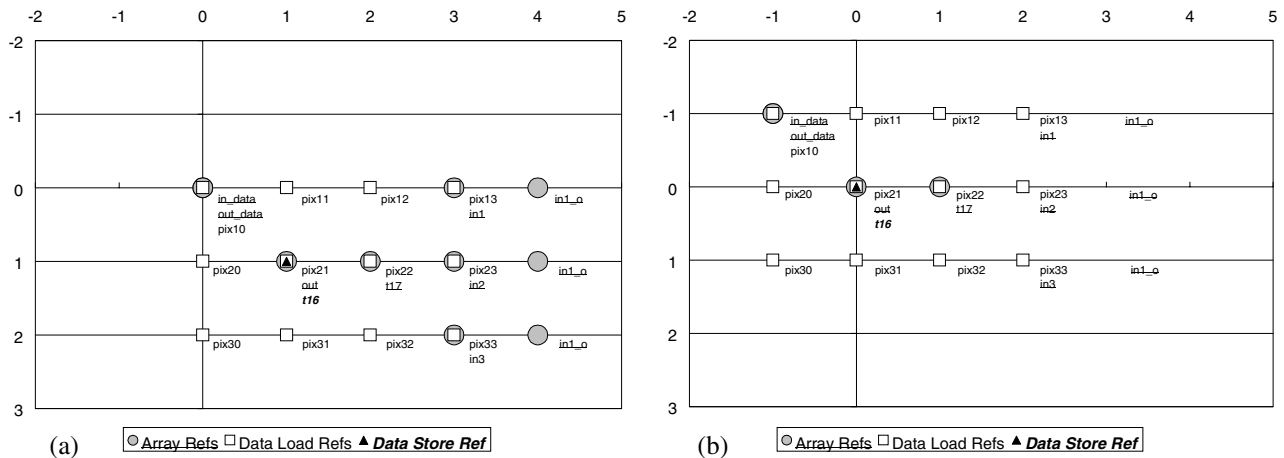 -2 -1 0 1 2 3 4 5
-2
-1
0
in_data pix11 pix12 pix13 in1_o
out_data in1
pix10
1
pix20 pix21 pix22 pix23 in1_o
out t17 in2
t16
2
pix30 pix31 pix32 pix33 in1_o
in3
3
(a) Array Refs Data Load Refs Data Store Ref
-2 -1 0 1 2 3 4 5
-2
-1
in_data pix11 pix12 pix13 in1_o
out_data in1
pix10
0
pix20 pix21 pix22 pix23 in1_o
out t17 in2
t16
1
pix30 pix31 pix32 pix33 in1_o
in3
2
3
(b) Array Refs Data Load Refs Data Store Ref